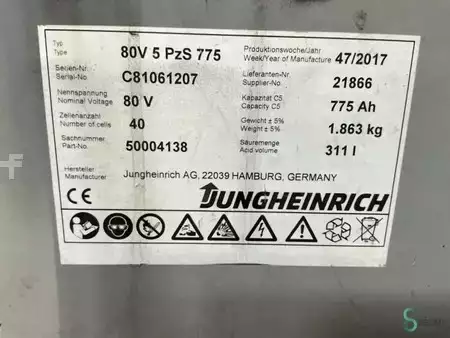 Typ
Type 80V 5 PzS 775 Produktionswoche/Jahr
Week/Year of Manufacture 47/2017
Serien-Nr.
Serial-No. C81061207 Lieferanten-Nr.
Supplier-No. 21866
Nennspannung
Nominal Voltage 80 V Kapazität C5
Capacity C5 775 Ah
Zellenanzahl
Number of cells 40 Gewicht ± 5%
Weight ± 5% 1.863 kg
Sachnummer
Part-No. 50004138 Säuremenge
Acid volume 311 l
Hersteller
Manufacturer Jungheinrich AG, 22039 HAMBURG, GERMANY
CE JUNGHEINRICH
Pb